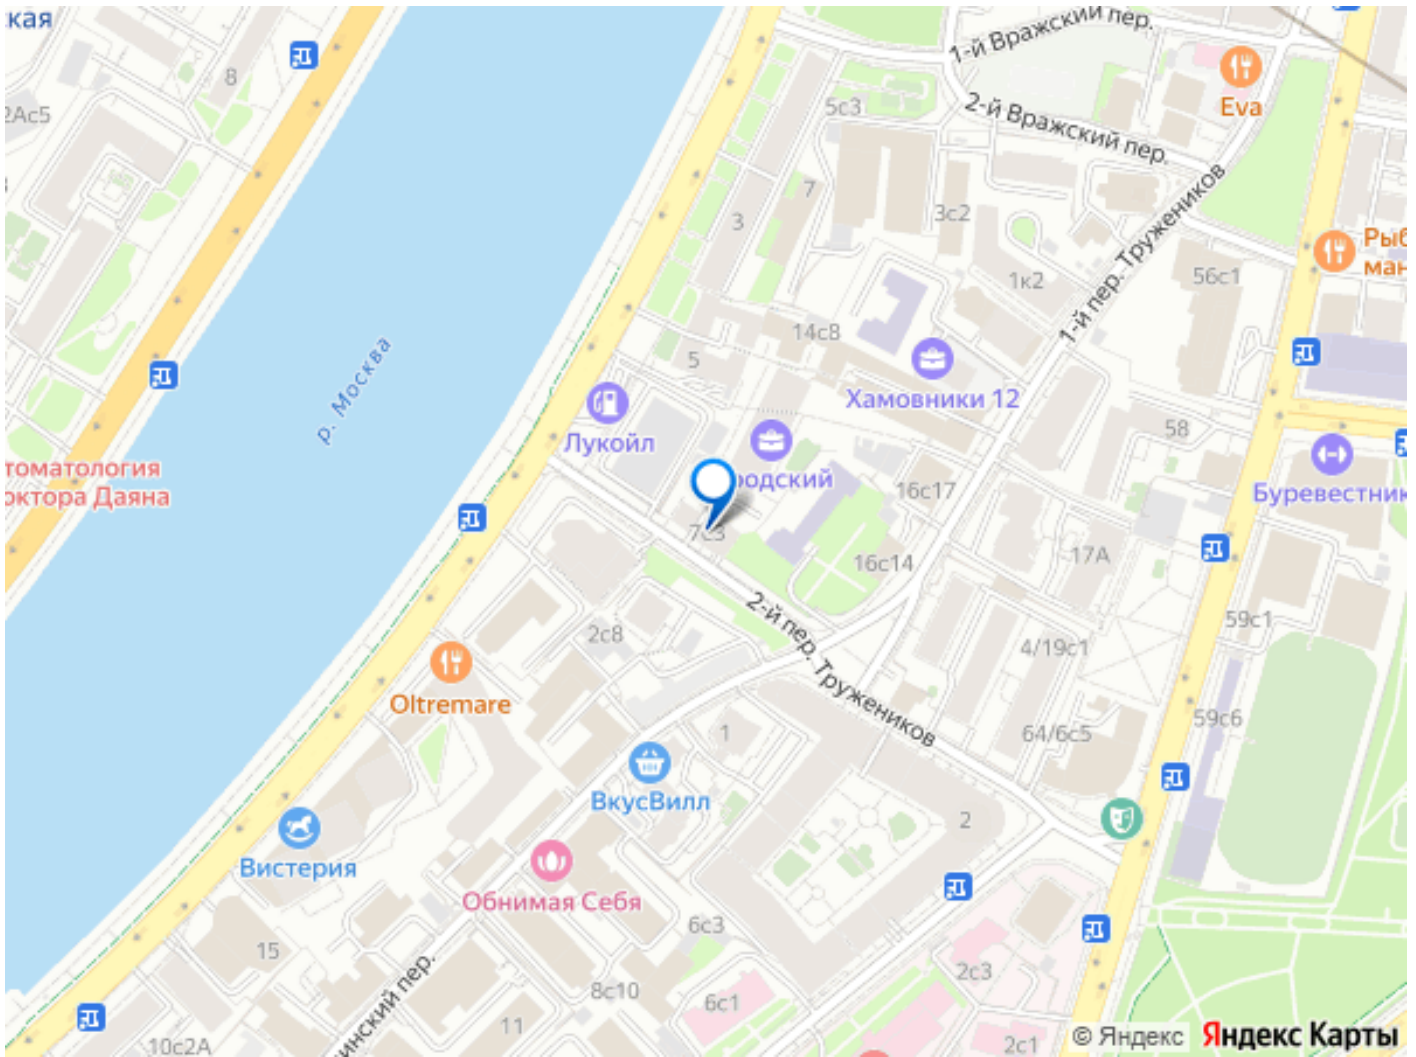 кая
8
2Ас5
1-й Вражский пер.
Eva
5с3
2-й Вражский пер.
7
3
3с2
1-й пер. Тружеников
Рыб
ман
1к2
56с1
14с8
5
р. Москва
Хамовники 12
Лукойл
58
томатология
октора Даяна
родский
16с17
Буревестник
7с3
16с14
17А
2-й пер. Тружеников
2с8
59с1
4/19с1
Oltremare
59с6
64/6с5
1
ВкусВилл
2
Вистерия
Обнимая Себя
6с3
15
инский пер.
2с3
8с10
6с1
11
10с2А
2с1
© Яндекс
Яндекс Карты